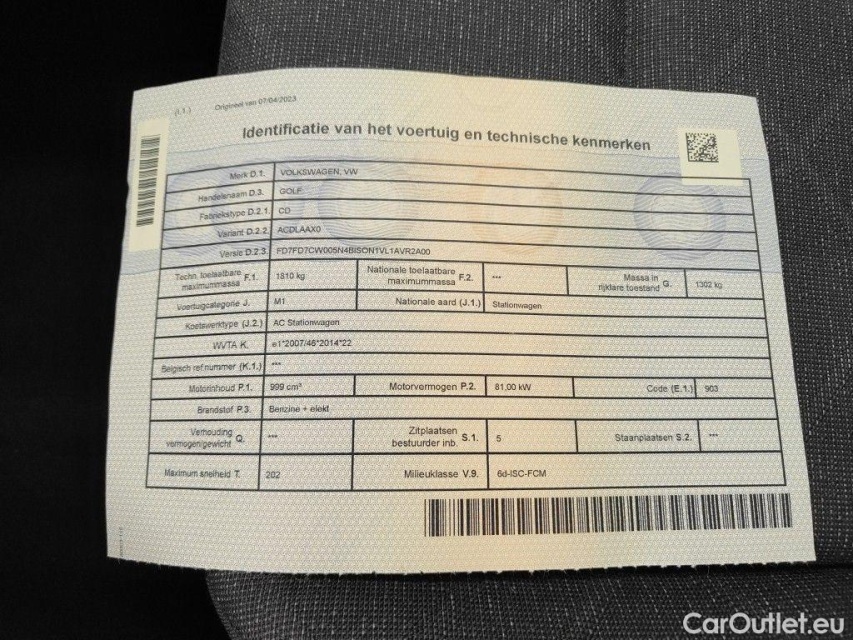 (I.1.) Origineel van 07/04/2023
Identificatie van het voertuig en technische kenmerken
Merk D.1. VOLKSWAGEN, VW
Handelsnaam D.3. GOLF
Fabriekstype D.2.1. CD
Variant D.2.2. ACDLAAX0
Versie D.2.3. FD7FD7CW005N4BISON1VL1AVR2A00
Techn. toelaatbare maximummassa F.1. 1810 kg Nationale toelaatbare maximummassa F.2. *** Massa in rijklare toestand G. 1302 kg
Voertuigcategorie J. M1 Nationale aard (J.1.) Stationwagen
Koetswerktype (J.2.) AC Stationwagen
WVTA K. e1*2007/46*2014*22
Belgisch ref.nummer (K.1.) ***
Motorinhoud P.1. 999 cm³ Motorvermogen P.2. 81,00 kW Code (E.1.) 903
Brandstof P.3. Benzine + elekt
Verhouding vermogen/gewicht Q. *** Zitplaatsen bestuurder inb. S.1. 5 Staanplaatsen S.2. ***
Maximum snelheid T. 202 Milieuklasse V.9. 6d-ISC-FCM
CarOutlet.eu